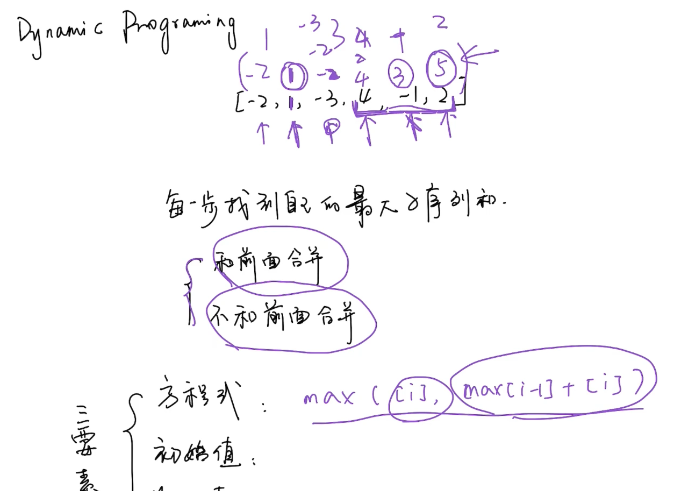 Dynamic Programing
1 -3 3 4 + 2
-2 2
(-2 1 -2 4 3 5)
[-2, 1, -3, 4, -1, 2]
每一步找到自己的最大子序列和.
和前面合并
不和前面合并
三要素
方程式: max ( [i], max[i-1] + [i] )
初始值: